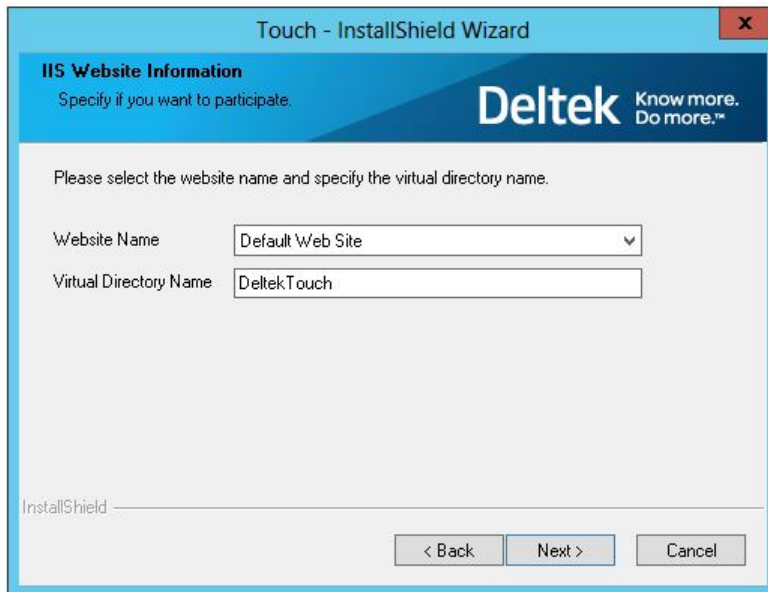 Touch - InstallShield Wizard
x
IIS Website Information
Specify if you want to participate.
Deltek Know more.
Do more.™
Please select the website name and specify the virtual directory name.
Website Name Default Web Site
Virtual Directory Name DeltekTouch
InstallShield
< Back Next > Cancel